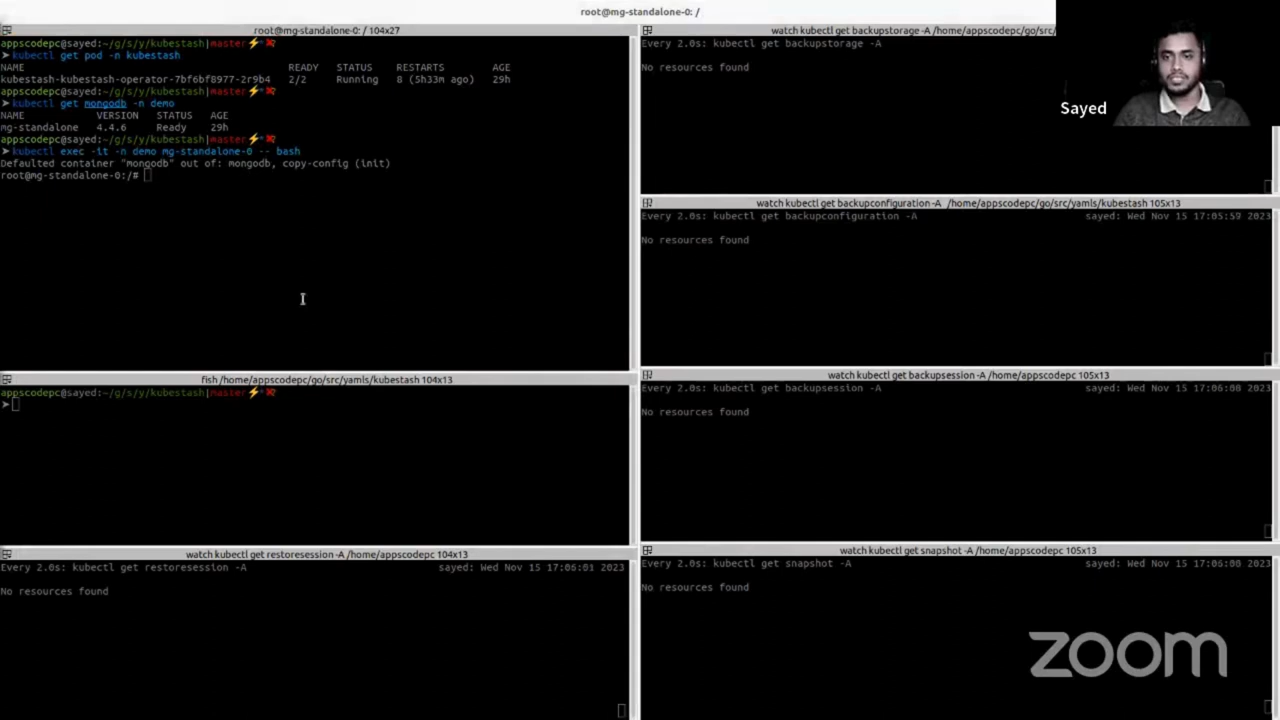 root@mg-standalone-0: /
root@mg-standalone-0: / 104x27
appscodepc@sayed:~/g/s/y/kubestash|master⚡*✘
➤ kubectl get pod -n kubestash
NAME READY STATUS RESTARTS AGE
kubestash-kubestash-operator-7bf6bf8977-2r9b4 2/2 Running 8 (5h33m ago) 29h
appscodepc@sayed:~/g/s/y/kubestash|master⚡*✘
➤ kubectl get mongodb -n demo
NAME VERSION STATUS AGE
mg-standalone 4.4.6 Ready 29h
appscodepc@sayed:~/g/s/y/kubestash|master⚡*✘
➤ kubectl exec -it -n demo mg-standalone-0 -- bash
Defaulted container "mongodb" out of: mongodb, copy-config (init)
root@mg-standalone-0:/#
fish /home/appscodepc/go/src/yamls/kubestash 104x13
appscodepc@sayed:~/g/s/y/kubestash|master⚡*✘
➤
watch kubectl get restoresession -A /home/appscodepc 104x13
Every 2.0s: kubectl get restoresession -A sayed: Wed Nov 15 17:06:01 2023
No resources found
watch kubectl get backupstorage -A /home/appscodepc/go/src/
Every 2.0s: kubectl get backupstorage -A
No resources found
Sayed
watch kubectl get backupconfiguration -A /home/appscodepc/go/src/yamls/kubestash 105x13
Every 2.0s: kubectl get backupconfiguration -A sayed: Wed Nov 15 17:05:59 2023
No resources found
watch kubectl get backupsession -A /home/appscodepc 105x13
Every 2.0s: kubectl get backupsession -A sayed: Wed Nov 15 17:06:00 2023
No resources found
watch kubectl get snapshot -A /home/appscodepc 105x13
Every 2.0s: kubectl get snapshot -A sayed: Wed Nov 15 17:06:00 2023
No resources found
zoom